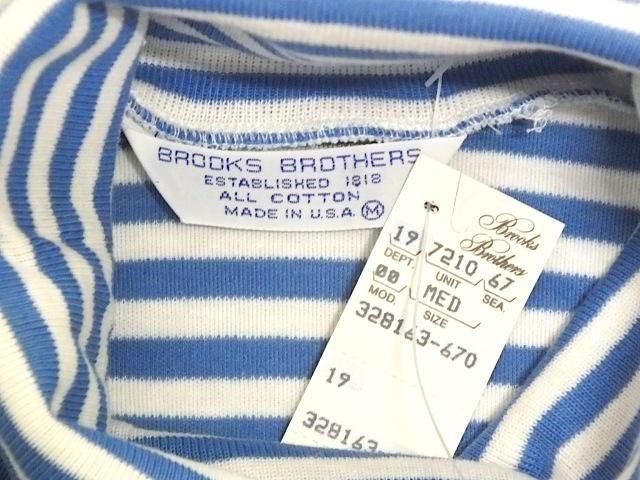 BROOKS BROTHERS
ESTABLISHED 1818
ALL COTTON
MADE IN U.S.A. M
Brooks
Brothers
19 7210 67
DEPT. UNIT SEA.
00 MED
MOD. SIZE
328163-670
19
328163